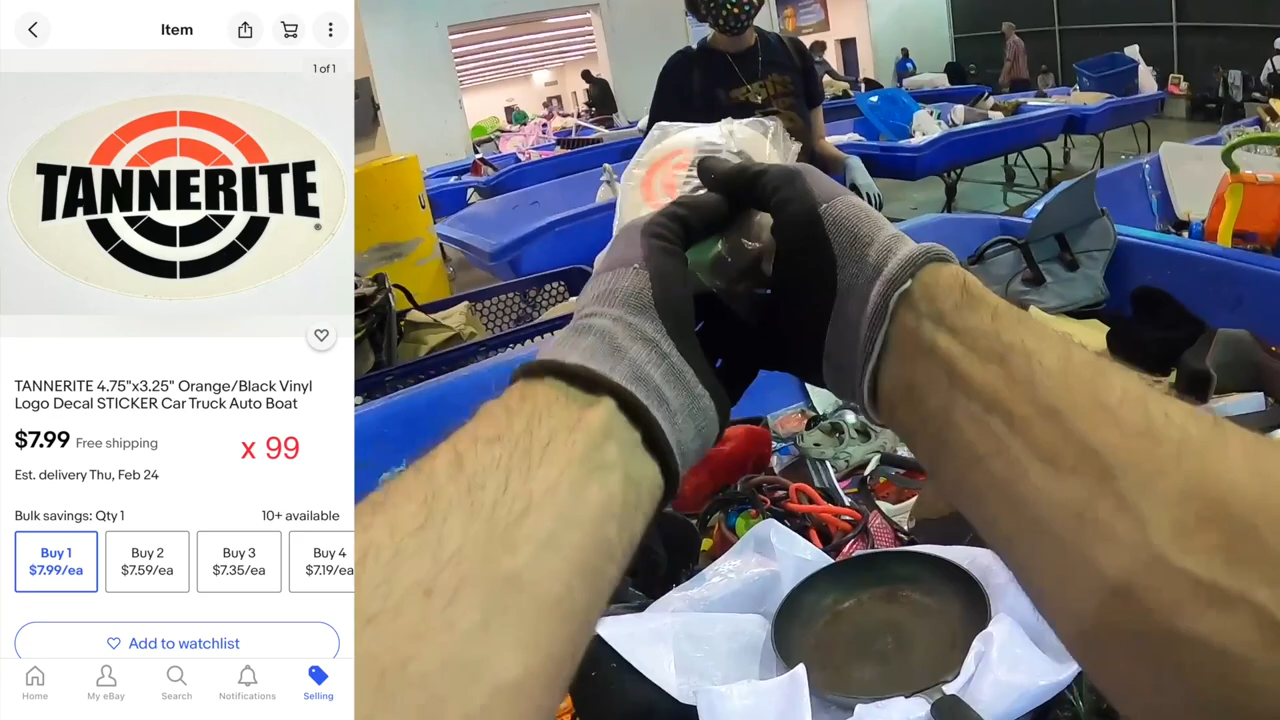 Item
1 of 1
TANNERITE
®
TANNERITE 4.75"x3.25" Orange/Black Vinyl
Logo Decal STICKER Car Truck Auto Boat
$7.99 Free shipping
x 99
Est. delivery Thu, Feb 24
Bulk savings: Qty 1
10+ available
Buy 1
$7.99/ea
Buy 2
$7.59/ea
Buy 3
$7.35/ea
Buy 4
$7.19/ea
Add to watchlist
Home
My eBay
Search
Notifications
Selling